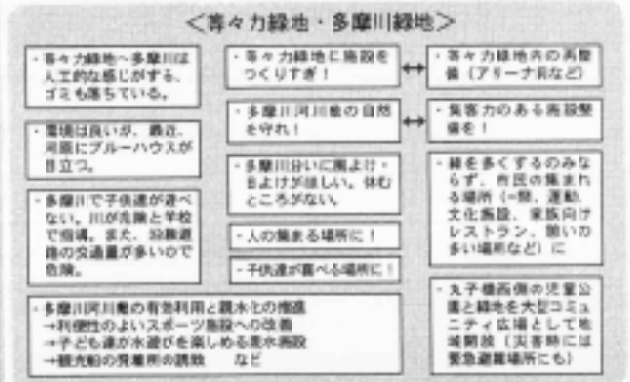 ＜等々力緑地・多摩川緑地＞
・等々力緑地～多摩川は
人工的な感じがする、
ゴミも落ちている。
・環境は良いが、最近、
河原にブルーハウスが
目立つ。
・多摩川で子供達が遊べ
ない。川が危険と学校
で指導。また、沿線道
路の交通量が多いので
危険。
・等々力緑地に施設を
つくりすぎ！
・多摩川河川敷の自然
を守れ！
・多摩川沿いに風よけ・
日よけがほしい。休む
ところがない。
・人の集まる場所に！
・子供達が喜べる場所に！
・等々力緑地内の再整
備（アリーナ など）
・集客力のある施設整
備を！
・緑を多くするのみな
らず、市民の集まれ
る場所（ 運動、
文化施設、家族向け
レストラン、憩いの
多い場所など）に
・丸子橋西側の児童公
園と緑地を大型コミュ
ニティ広場として地
域開放（災害時には
緊急避難場所にも）
・多摩川河川敷の有効利用と親水化の推進
→利便性のよいスポーツ施設への改善
→子ども達が水遊びを楽しめる親水施設
→観光船の発着所の誘致 など